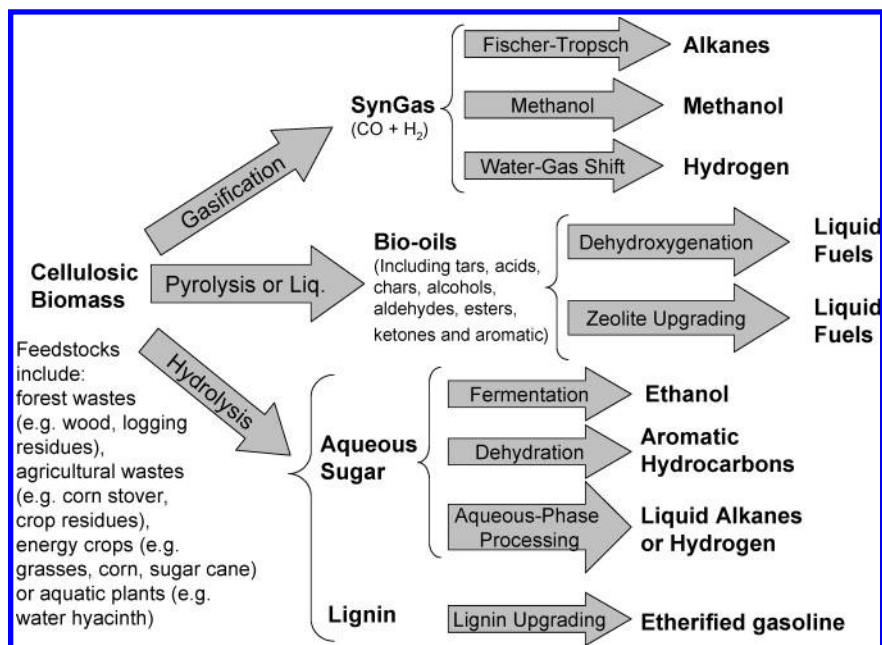 Fischer-Tropsch
Alkanes
SynGas
(CO + H₂)
Methanol
Methanol
Water-Gas Shift
Hydrogen
Gasification
Cellulosic
Biomass
Pyrolysis or Liq.
Bio-oils
(Including tars, acids,
chars, alcohols,
aldehydes, esters,
ketones and aromatic)
Dehydroxygenation
Liquid
Fuels
Zeolite Upgrading
Liquid
Fuels
Hydrolysis
Feedstocks
include:
forest wastes
(e.g. wood, logging
residues),
agricultural wastes
(e.g. corn stover,
crop residues),
energy crops (e.g.
grasses, corn, sugar cane)
or aquatic plants (e.g.
water hyacinth)
Aqueous
Sugar
Fermentation
Ethanol
Dehydration
Aromatic
Hydrocarbons
Aqueous-Phase
Processing
Liquid Alkanes
or Hydrogen
Lignin
Lignin Upgrading
Etherified gasoline